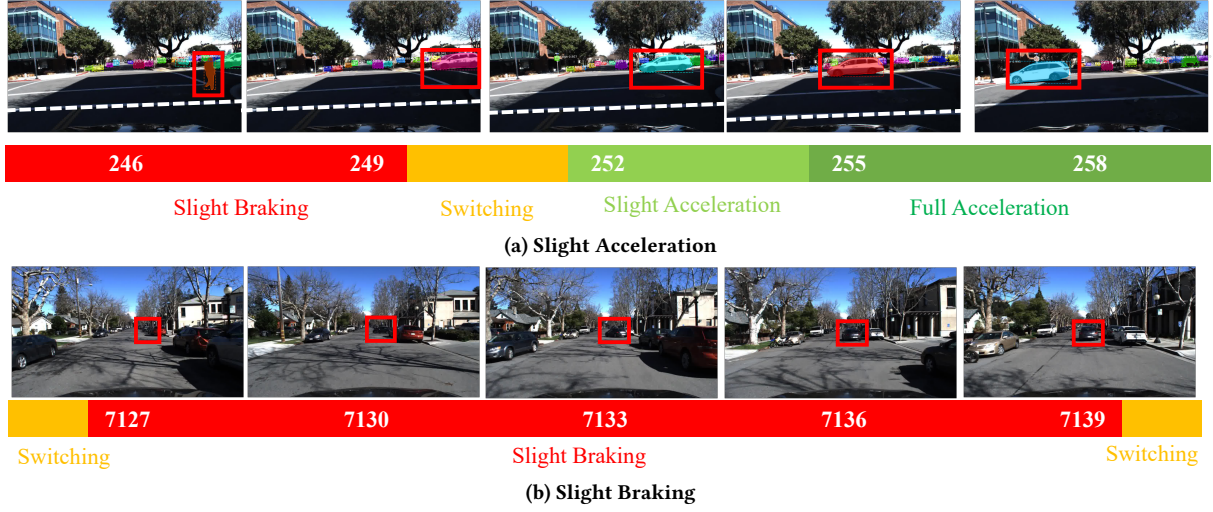 246 249 252 255 258
Slight Braking Switching Slight Acceleration Full Acceleration
(a) Slight Acceleration
7127 7130 7133 7136 7139
Switching Slight Braking Switching
(b) Slight Braking